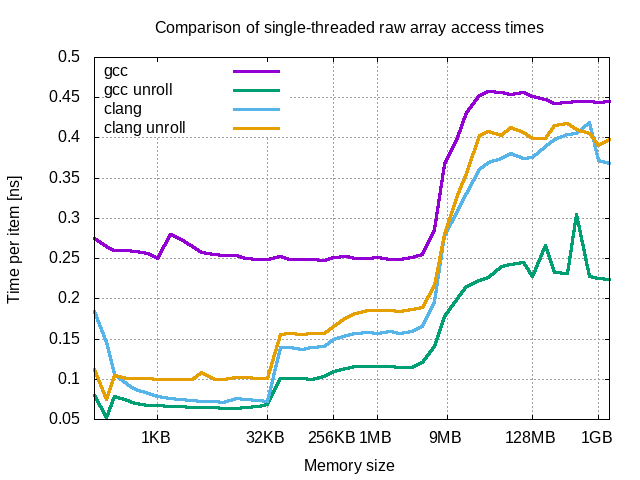 Comparison of single-threaded raw array access times
0.5
0.45
0.4
0.35
0.3
0.25
0.2
0.15
0.1
0.05
Time per item [ns]
gcc
gcc unroll
clang
clang unroll
1KB 32KB 256KB 1MB 9MB 128MB 1GB
Memory size